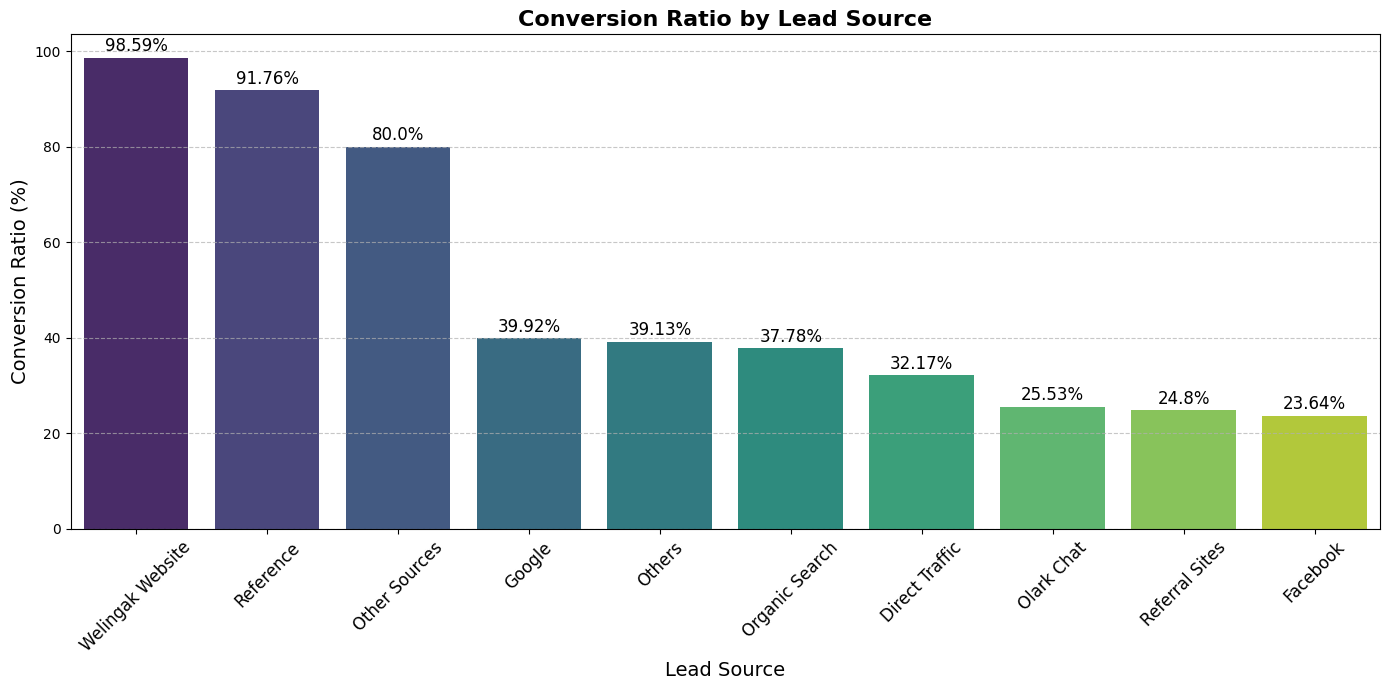 Conversion Ratio by Lead Source
Conversion Ratio (%)
100
80
60
40
20
0
98.59%
91.76%
80.0%
39.92%
39.13%
37.78%
32.17%
25.53%
24.8%
23.64%
Welingak Website
Reference
Other Sources
Google
Others
Organic Search
Direct Traffic
Olark Chat
Referral Sites
Facebook
Lead Source